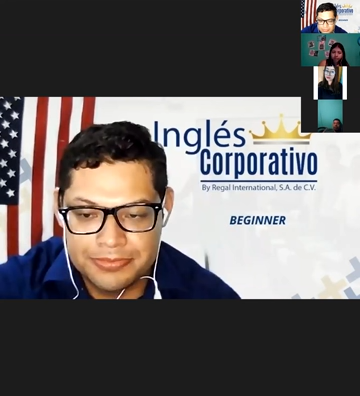 Inglés
Corporativo
By Regal International, S.A. de C.V.
BEGINNER